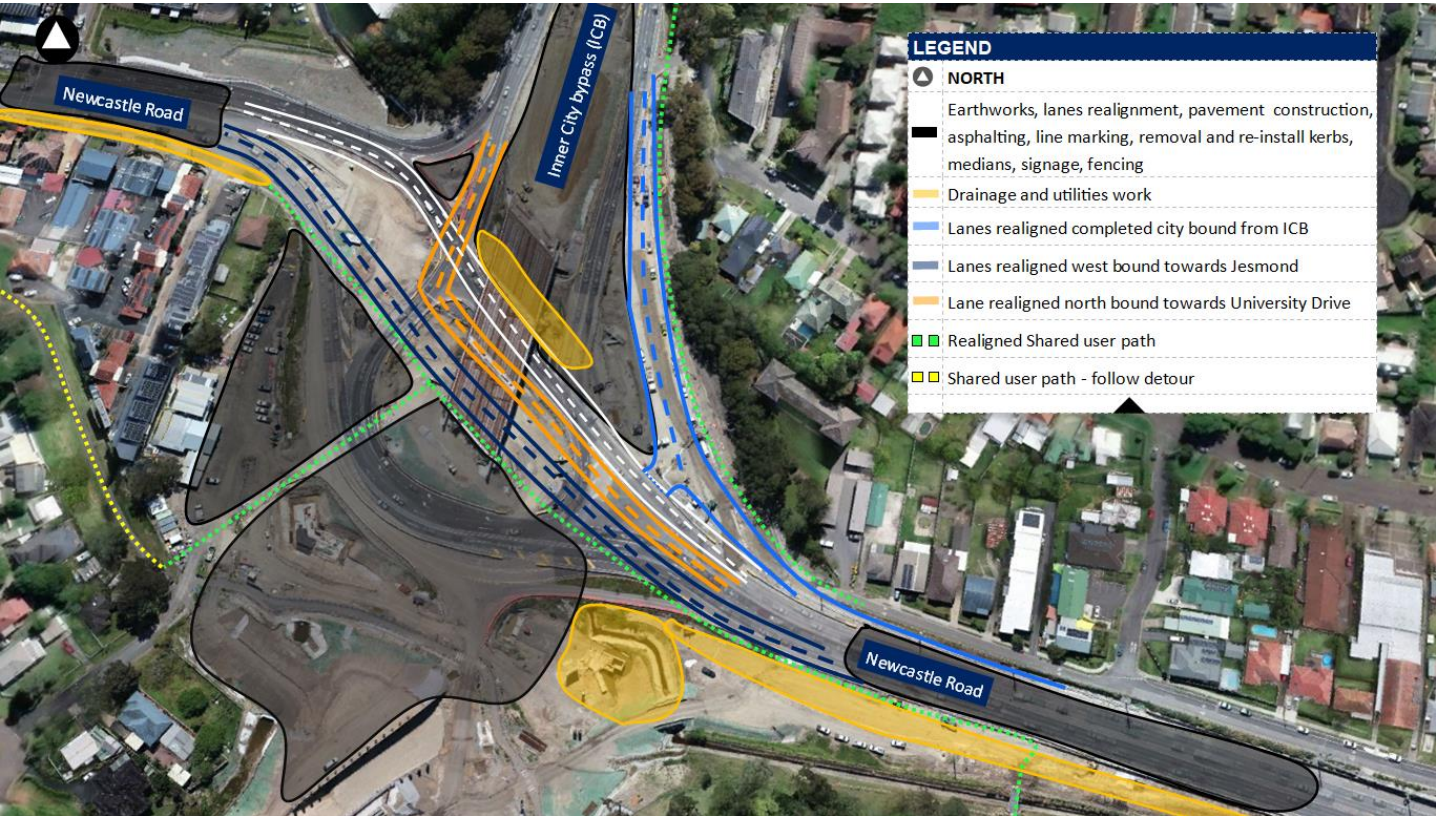 Newcastle Road
Inner City bypass (ICB)
LEGEND
NORTH
Earthworks, lanes realignment, pavement construction,
asphalting, line marking, removal and re-install kerbs,
medians, signage, fencing
Drainage and utilities work
Lanes realigned completed city bound from ICB
Lanes realigned west bound towards Jesmond
Lane realigned north bound towards University Drive
Realigned Shared user path
Shared user path - follow detour
Newcastle Road